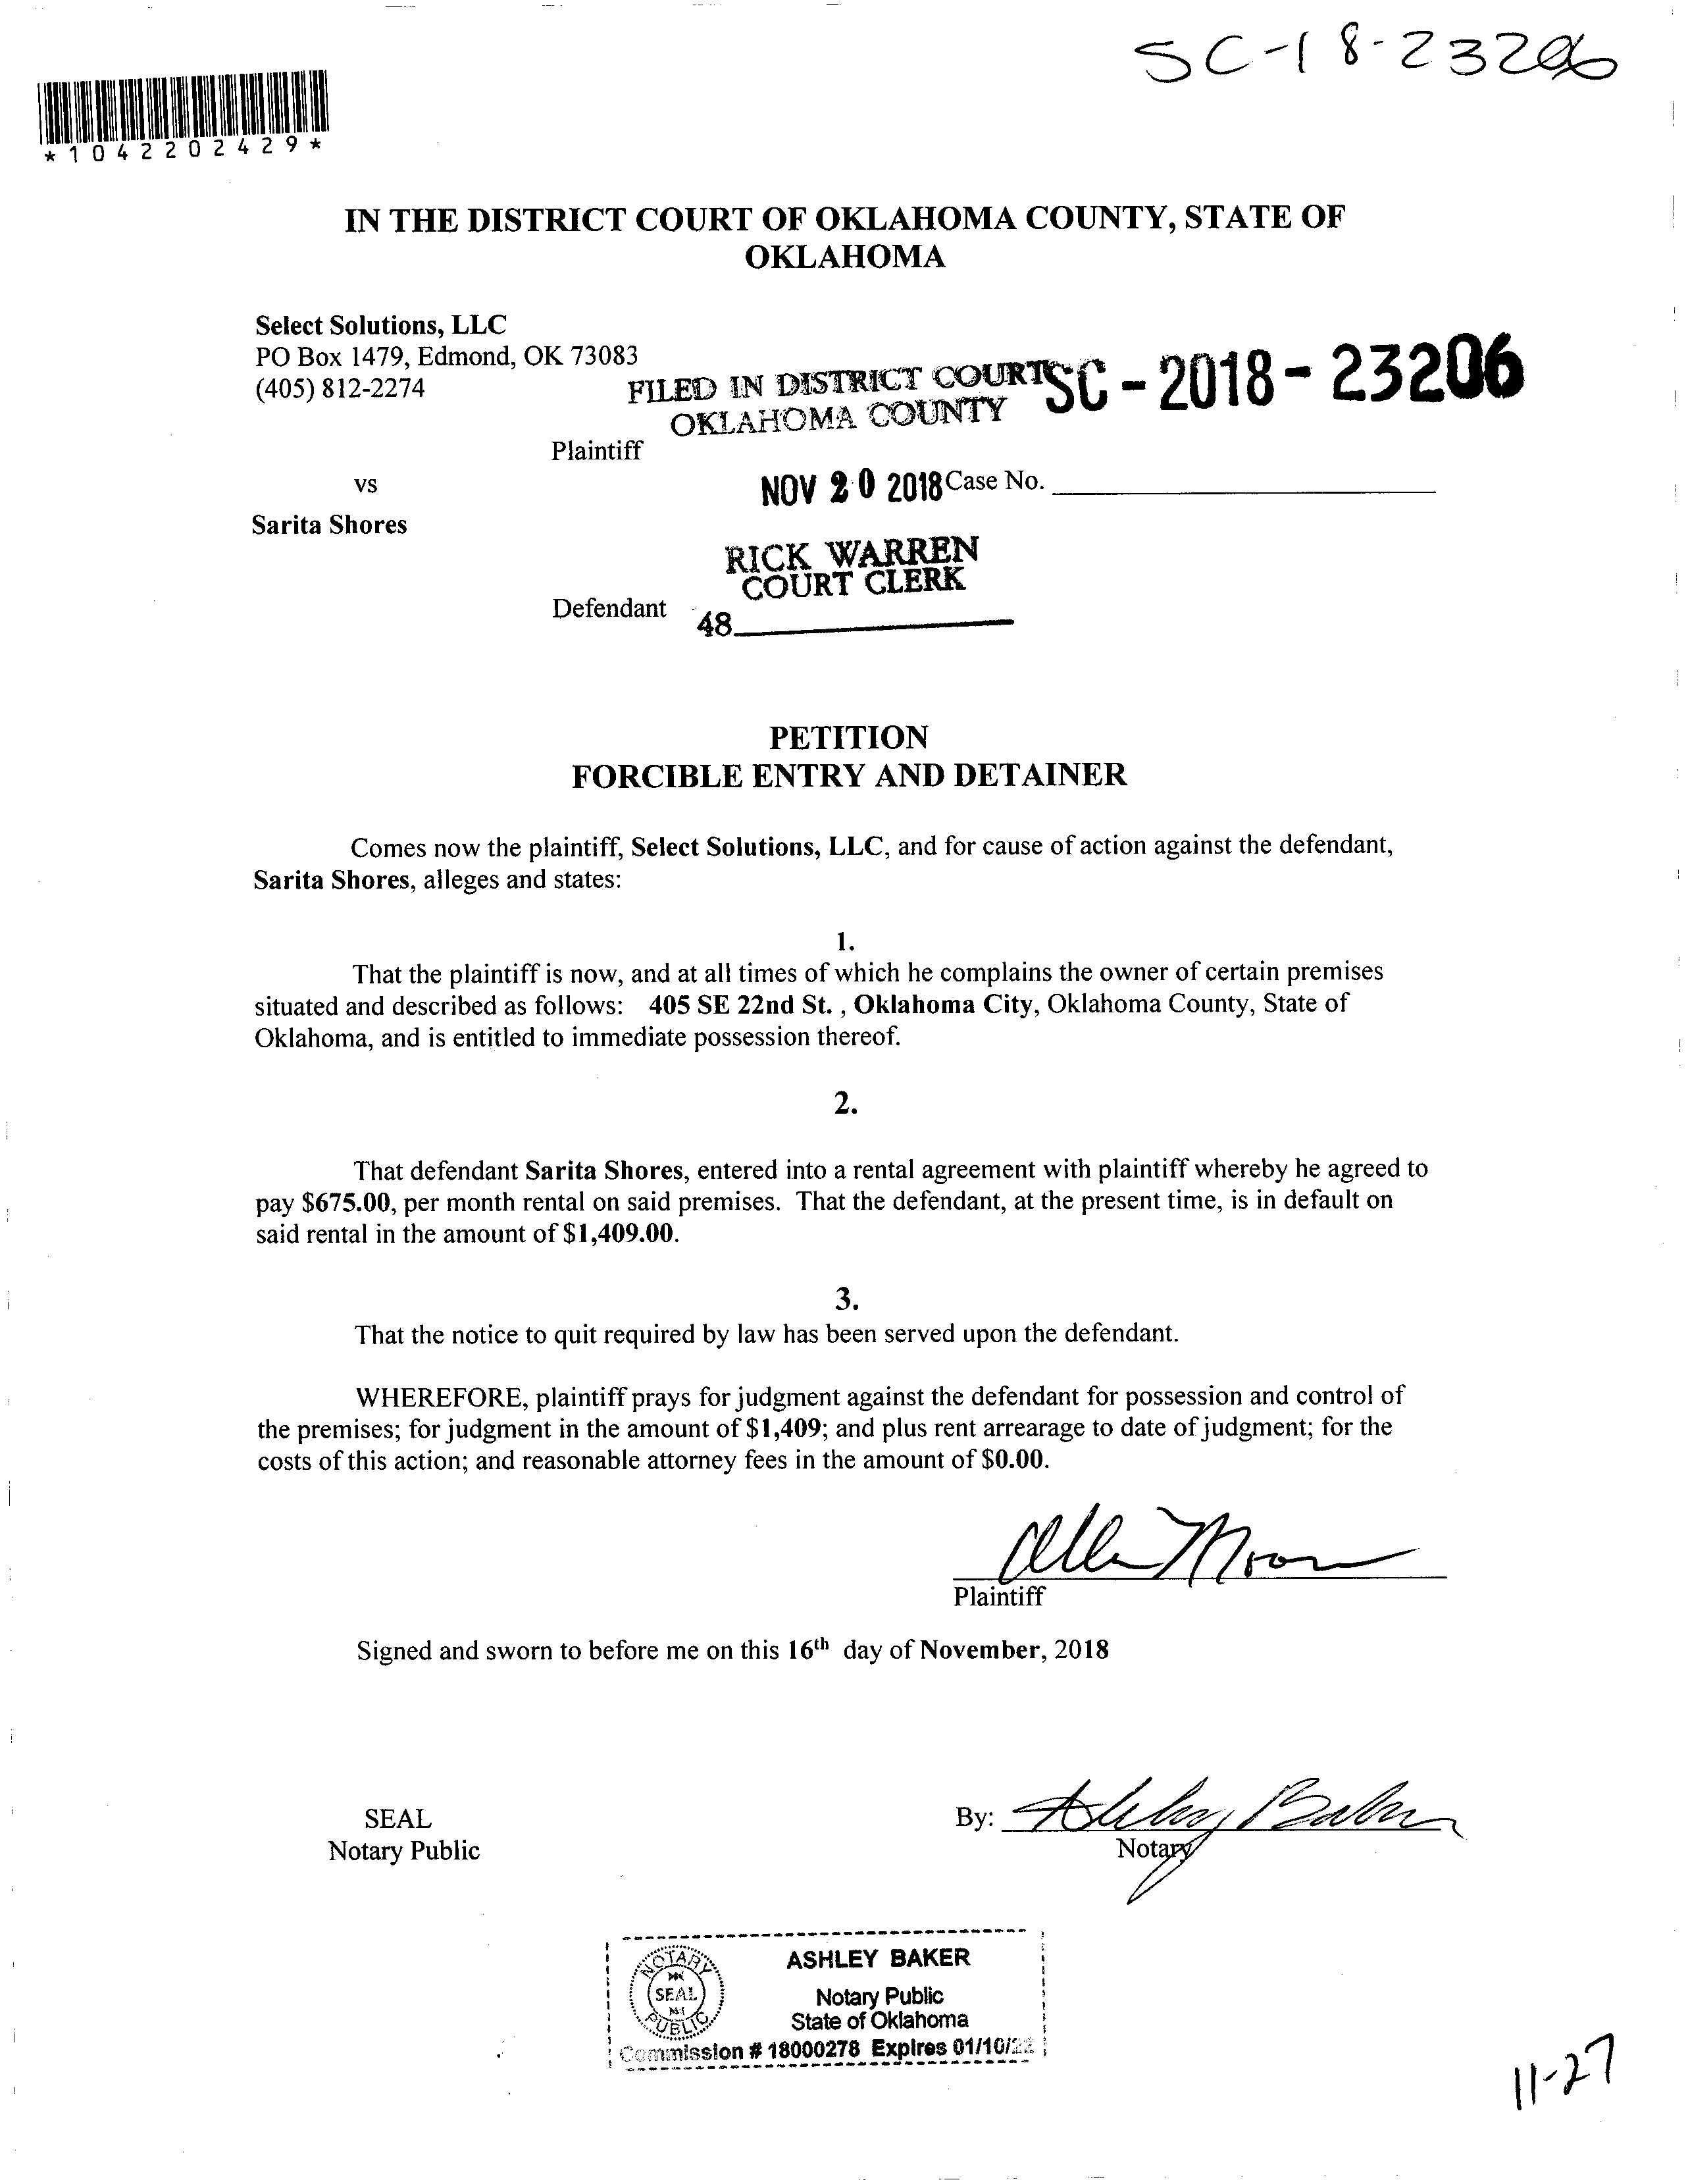 SC-18-23206
*1042202429*
IN THE DISTRICT COURT OF OKLAHOMA COUNTY, STATE OF
OKLAHOMA
Select Solutions, LLC
PO Box 1479, Edmond, OK 73083
(405) 812-2274
FILED IN DISTRICT COURT
OKLAHOMA COUNTY
SC - 2018 - 23206
Plaintiff
vs
NOV 20 2018
Case No.
Sarita Shores
RICK WARREN
COURT CLERK
Defendant
48
PETITION
FORCIBLE ENTRY AND DETAINER
Comes now the plaintiff, Select Solutions, LLC, and for cause of action against the defendant,
Sarita Shores, alleges and states:
1.
That the plaintiff is now, and at all times of which he complains the owner of certain premises
situated and described as follows: 405 SE 22nd St. , Oklahoma City, Oklahoma County, State of
Oklahoma, and is entitled to immediate possession thereof.
2.
That defendant Sarita Shores, entered into a rental agreement with plaintiff whereby he agreed to
pay $675.00, per month rental on said premises. That the defendant, at the present time, is in default on
said rental in the amount of $1,409.00.
3.
That the notice to quit required by law has been served upon the defendant.
WHEREFORE, plaintiff prays for judgment against the defendant for possession and control of
the premises; for judgment in the amount of $1,409; and plus rent arrearage to date of judgment; for the
costs of this action; and reasonable attorney fees in the amount of $0.00.
Allen Moon
Plaintiff
Signed and sworn to before me on this 16th day of November, 2018
SEAL
Notary Public
By: Ashley Baker
Notary
NOTARY
SEAL
PUBLIC
ASHLEY BAKER
Notary Public
State of Oklahoma
Commission # 18000278 Expires 01/10/22
11-27